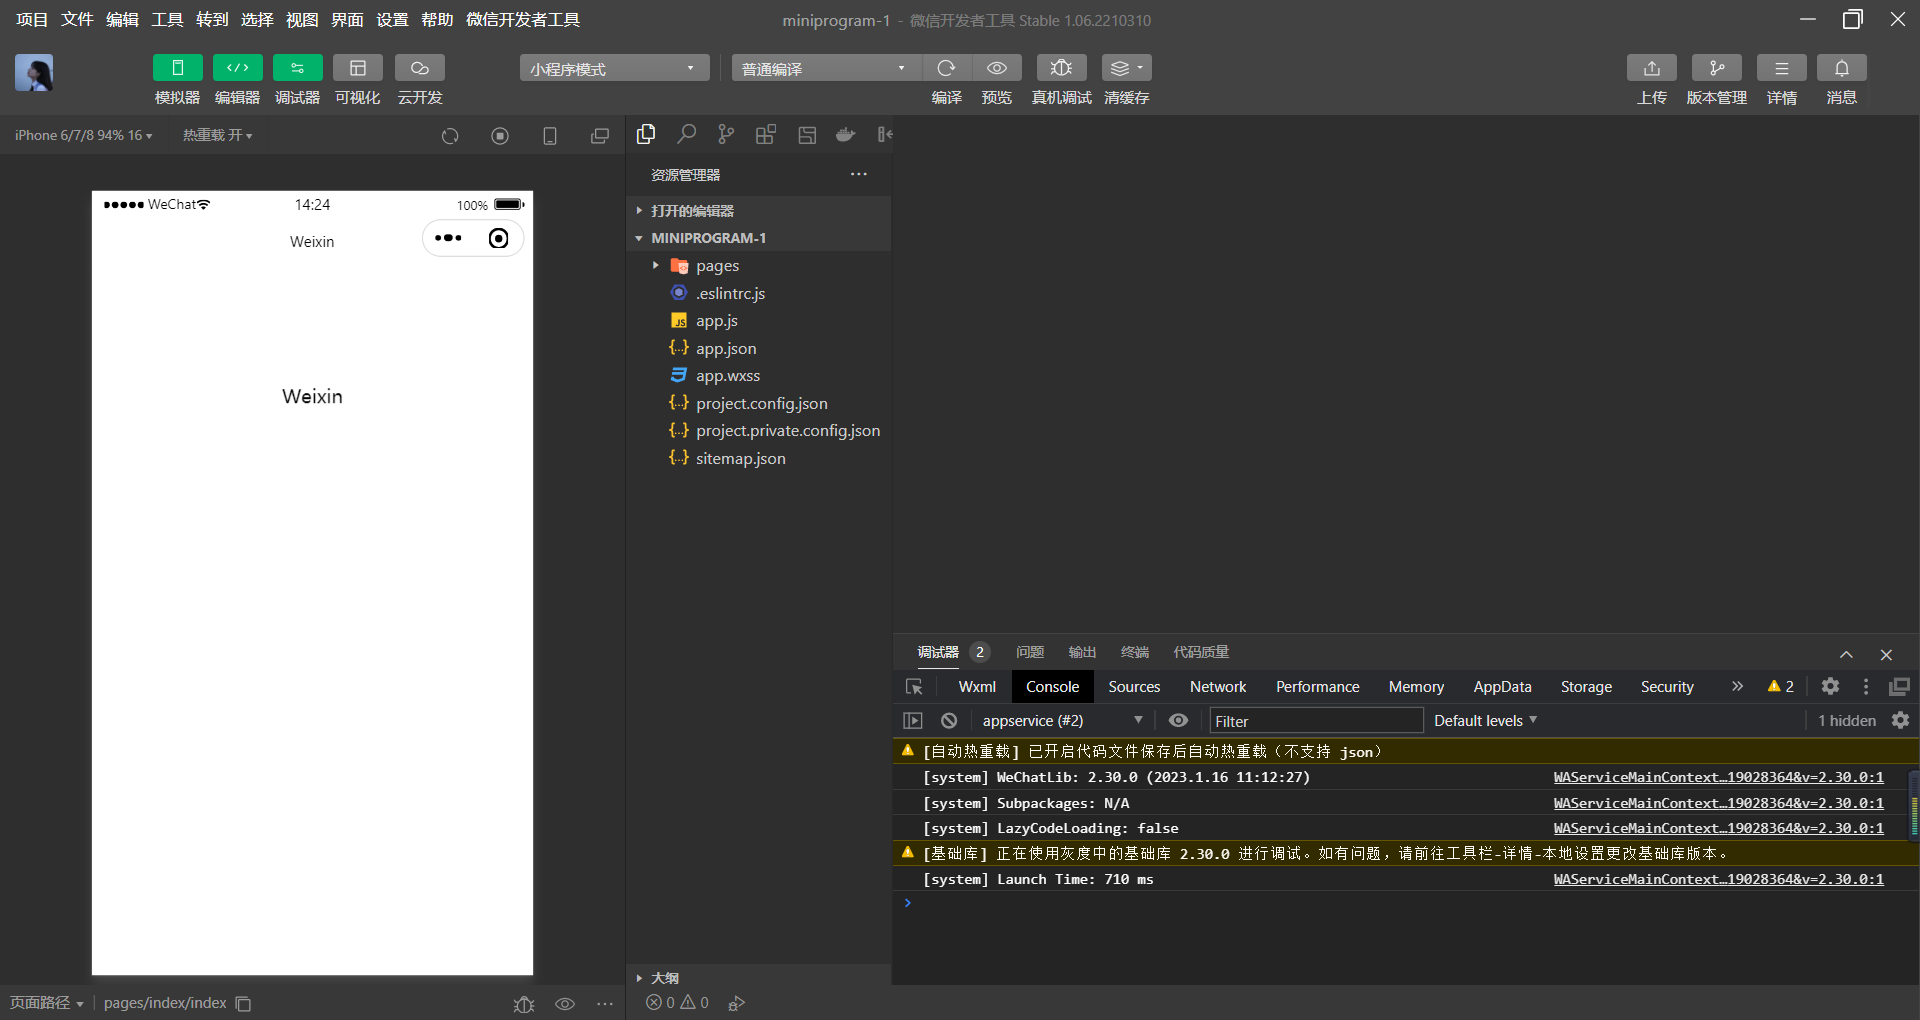 项目 文件 编辑 工具 转到 选择 视图 界面 设置 帮助 微信开发者工具
miniprogram-1 - 微信开发者工具 Stable 1.06.2210310
小程序模式 普通编译
模拟器 编辑器 调试器 可视化 云开发 编译 预览 真机调试 清缓存 上传 版本管理 详情 消息
iPhone 6/7/8 94% 16 热重载 开
WeChat 14:24 100%
Weixin
Weixin
资源管理器
打开的编辑器
MINIPROGRAM-1
pages
.eslintrc.js
JS app.js
{..} app.json
app.wxss
{..} project.config.json
{..} project.private.config.json
{..} sitemap.json
大纲
0 0
调试器 2 问题 输出 终端 代码质量
Wxml Console Sources Network Performance Memory AppData Storage Security » 2
appservice (#2) Filter Default levels 1 hidden
[自动热重载] 已开启代码文件保存后自动热重载（不支持 json）
[system] WeChatLib: 2.30.0 (2023.1.16 11:12:27) WAServiceMainContext…19028364&v=2.30.0:1
[system] Subpackages: N/A WAServiceMainContext…19028364&v=2.30.0:1
[system] LazyCodeLoading: false WAServiceMainContext…19028364&v=2.30.0:1
[基础库] 正在使用灰度中的基础库 2.30.0 进行调试。如有问题，请前往工具栏-详情-本地设置更改基础库版本。
[system] Launch Time: 710 ms WAServiceMainContext…19028364&v=2.30.0:1
页面路径 pages/index/index